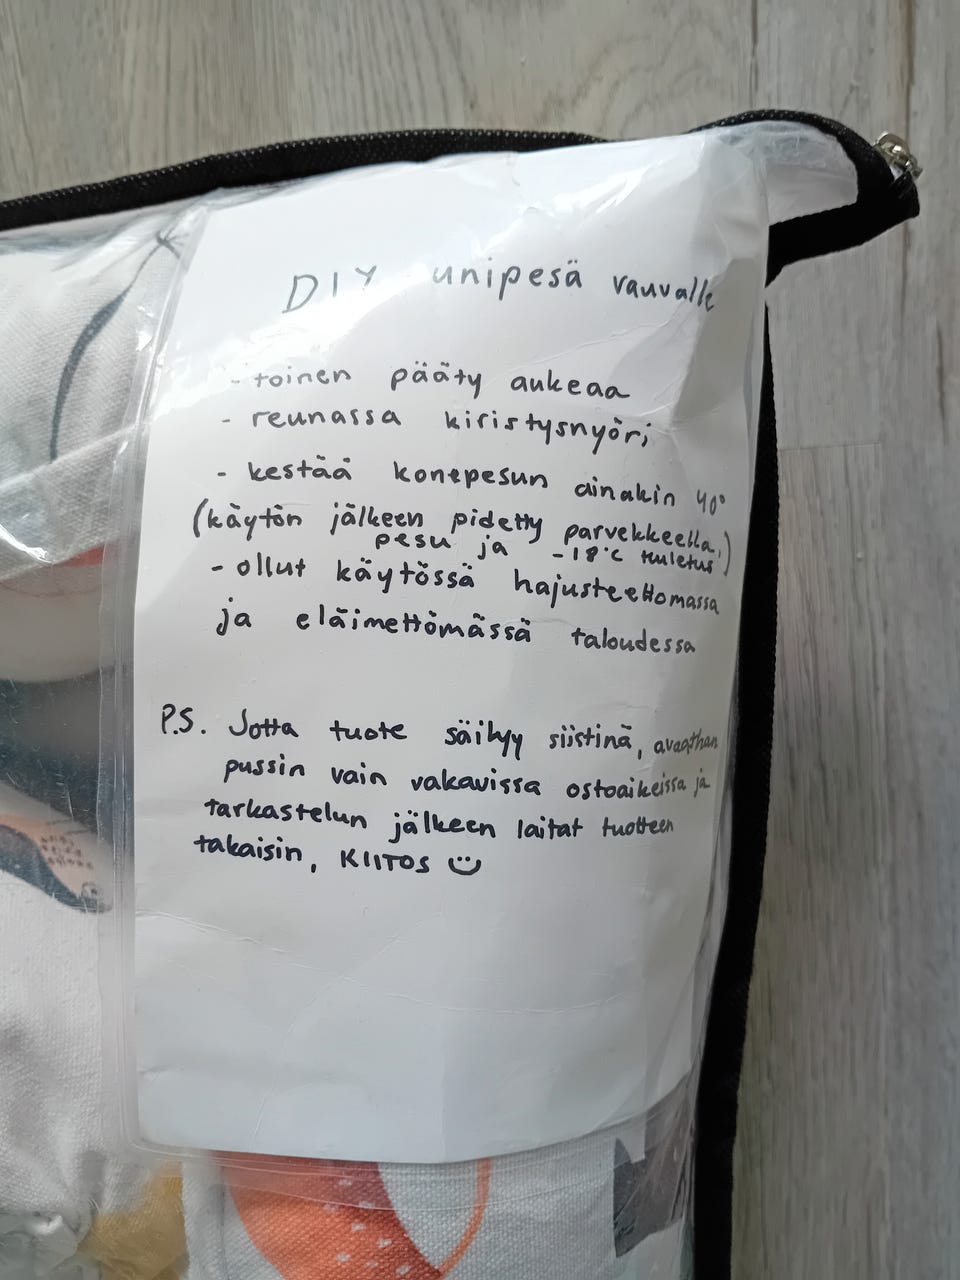 DIY unipesä vauvalle
- toinen pääty aukeaa
- reunassa kiristysnyöri
- kestää konepesun ainakin 40°
(käytön jälkeen pidetty parvekkeella,
pesu ja -18°C tuuletus)
- ollut käytössä hajusteettomassa
ja eläimettömässä taloudessa
P.S. Jotta tuote säilyy siistinä, avaathan
pussin vain vakavissa ostoaikeissa ja
tarkastelun jälkeen laitat tuotteen
takaisin, KIITOS ☺